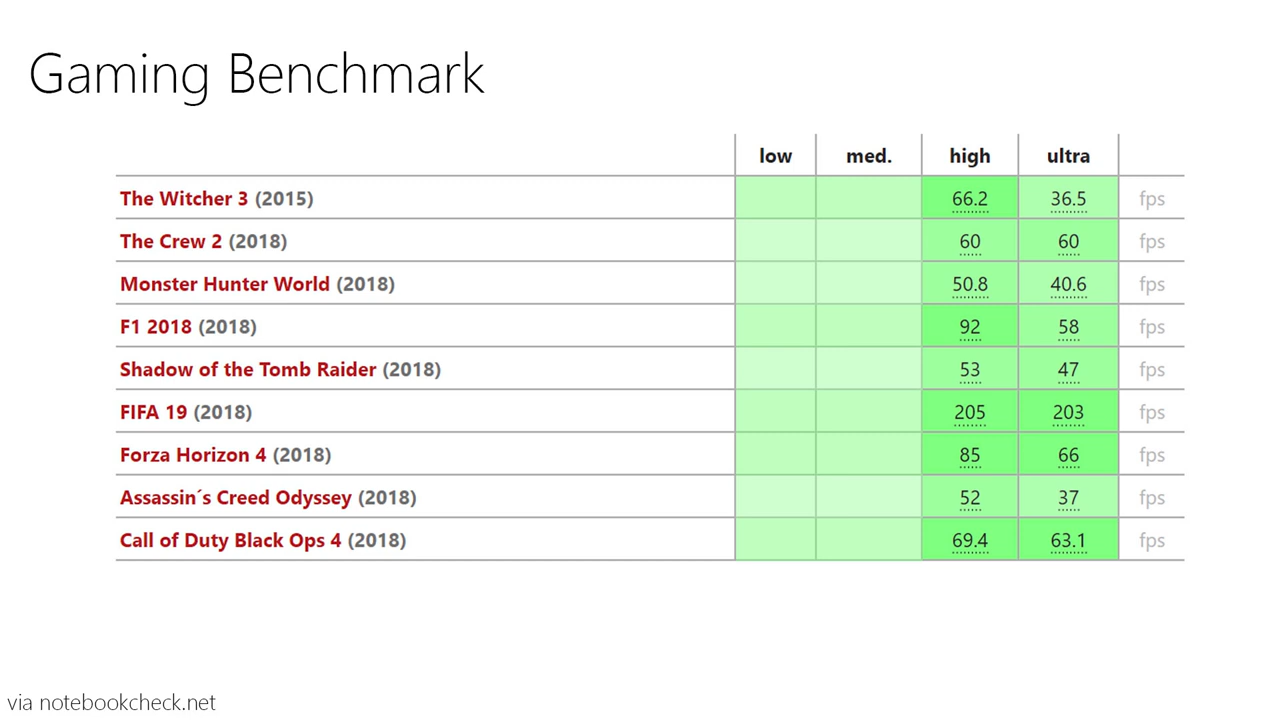 Gaming Benchmark
low med. high ultra
The Witcher 3 (2015) 66.2 36.5 fps
The Crew 2 (2018) 60 60 fps
Monster Hunter World (2018) 50.8 40.6 fps
F1 2018 (2018) 92 58 fps
Shadow of the Tomb Raider (2018) 53 47 fps
FIFA 19 (2018) 205 203 fps
Forza Horizon 4 (2018) 85 66 fps
Assassin´s Creed Odyssey (2018) 52 37 fps
Call of Duty Black Ops 4 (2018) 69.4 63.1 fps
via notebookcheck.net